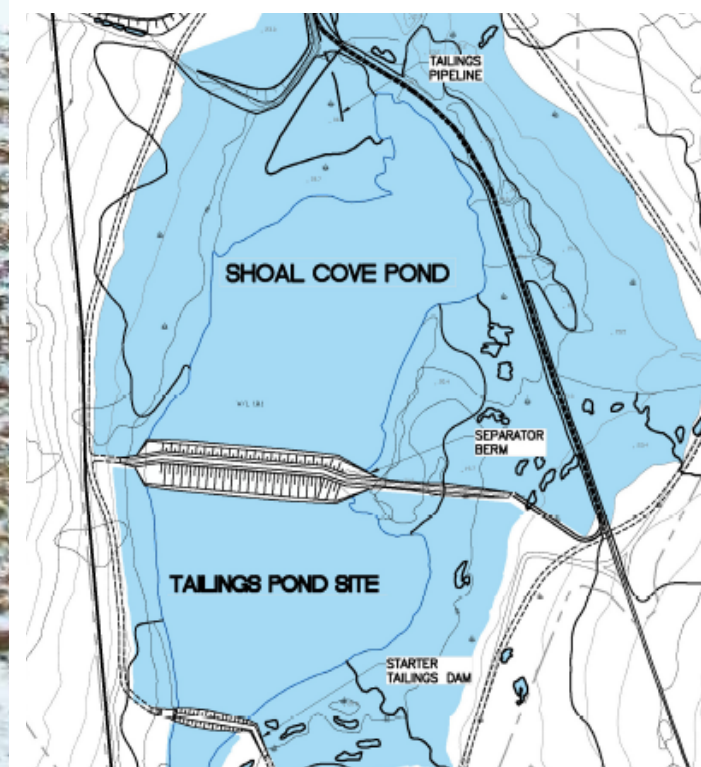 TAILINGS
PIPELINE
SHOAL COVE POND
SEPARATOR
BERM
TAILINGS POND SITE
STARTER
TAILINGS DAM